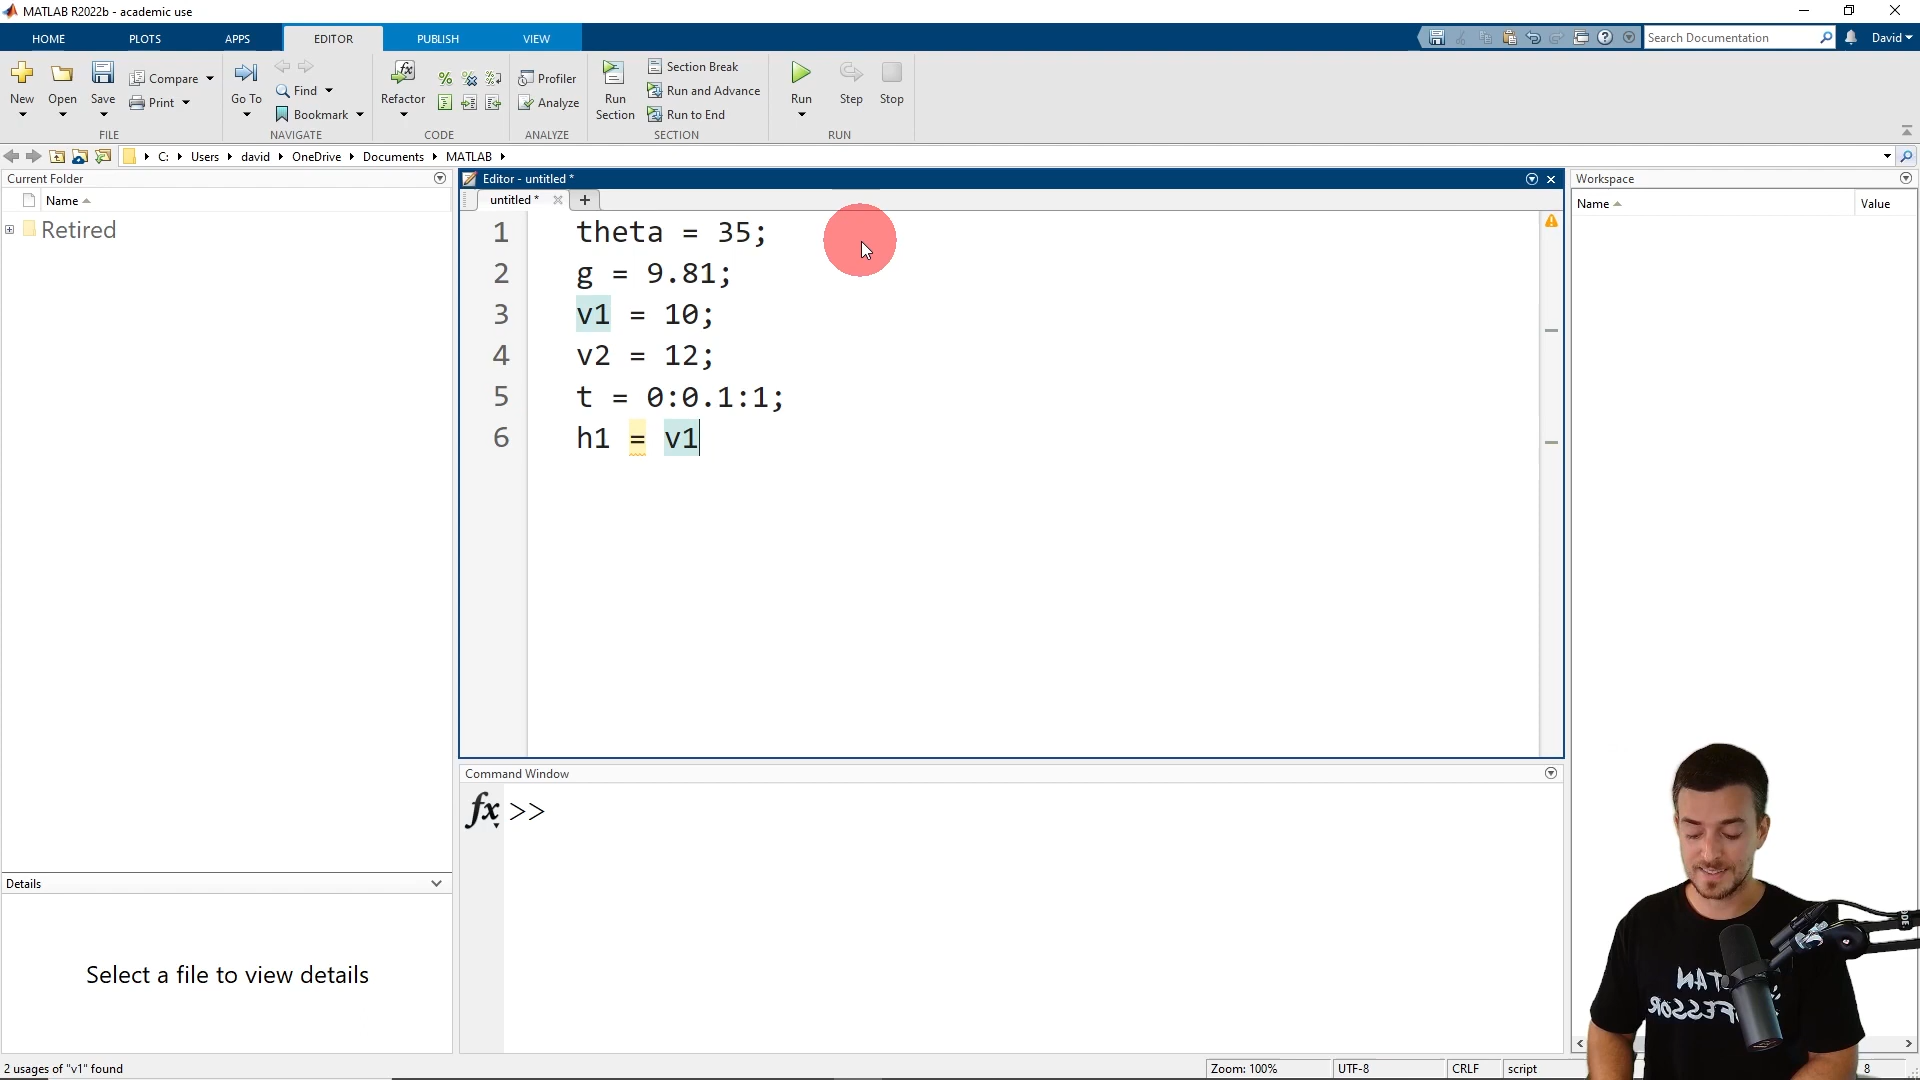 MATLAB R2022b - academic use
HOME PLOTS APPS EDITOR PUBLISH VIEW
Search Documentation
David
New
Open
Save
Compare
Print
FILE
Go To
Find
Bookmark
NAVIGATE
Refactor
CODE
Profiler
Analyze
ANALYZE
Run Section
Section Break
Run and Advance
Run to End
SECTION
Run
Step
Stop
RUN
C: Users david OneDrive Documents MATLAB
Current Folder
Name
Retired
Editor - untitled *
untitled *
1 theta = 35;
2 g = 9.81;
3 v1 = 10;
4 v2 = 12;
5 t = 0:0.1:1;
6 h1 = v1
Workspace
Name Value
Command Window
fx >>
Details
Select a file to view details
2 usages of "v1" found
Zoom: 100% UTF-8 CRLF script
8